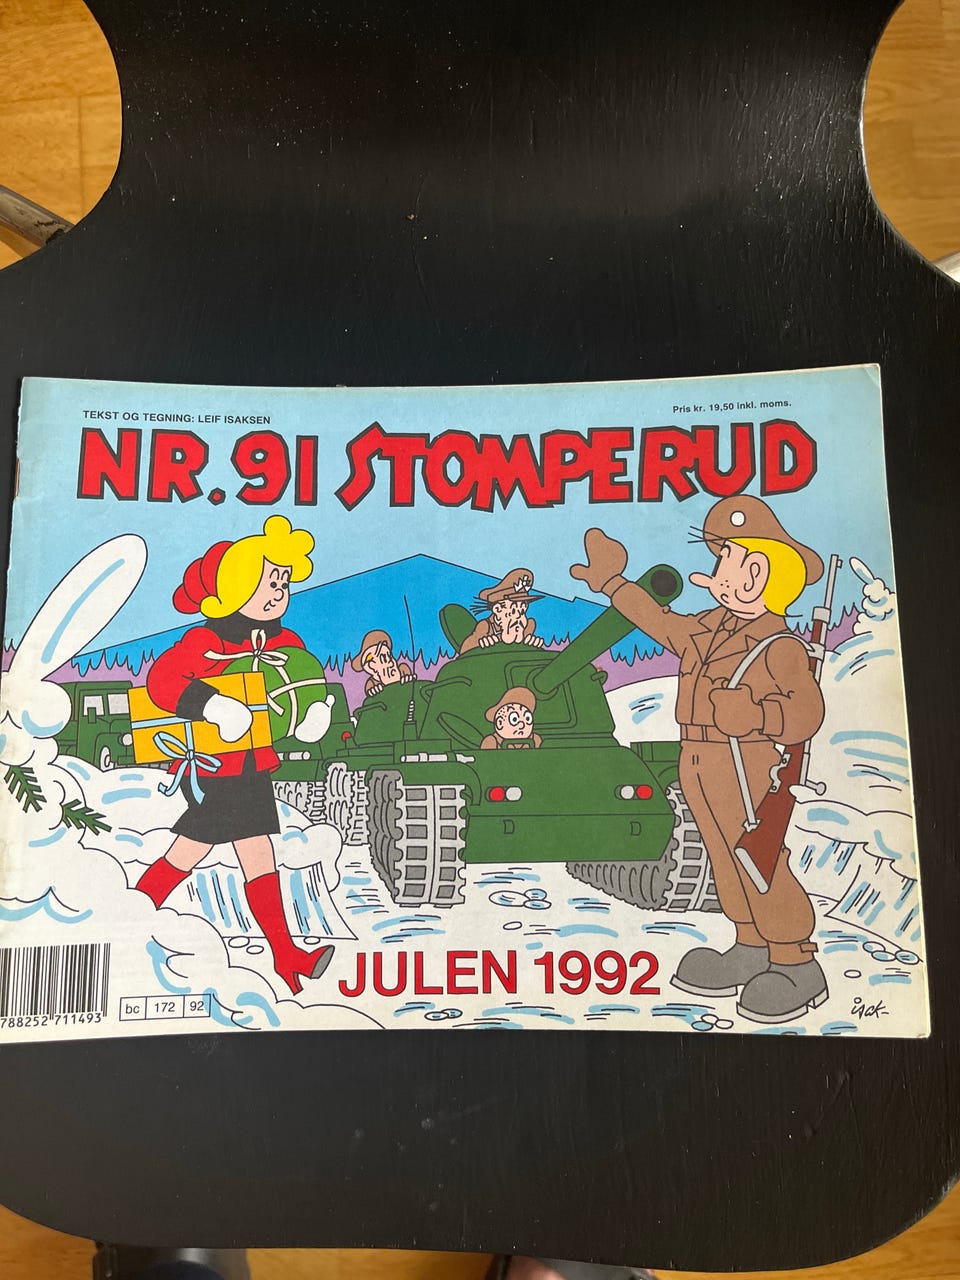 TEKST OG TEGNING: LEIF ISAKSEN
Pris kr. 19,50 inkl. moms.
NR.91 STOMPERUD
JULEN 1992
788252 711493
bc 172 92
isak-